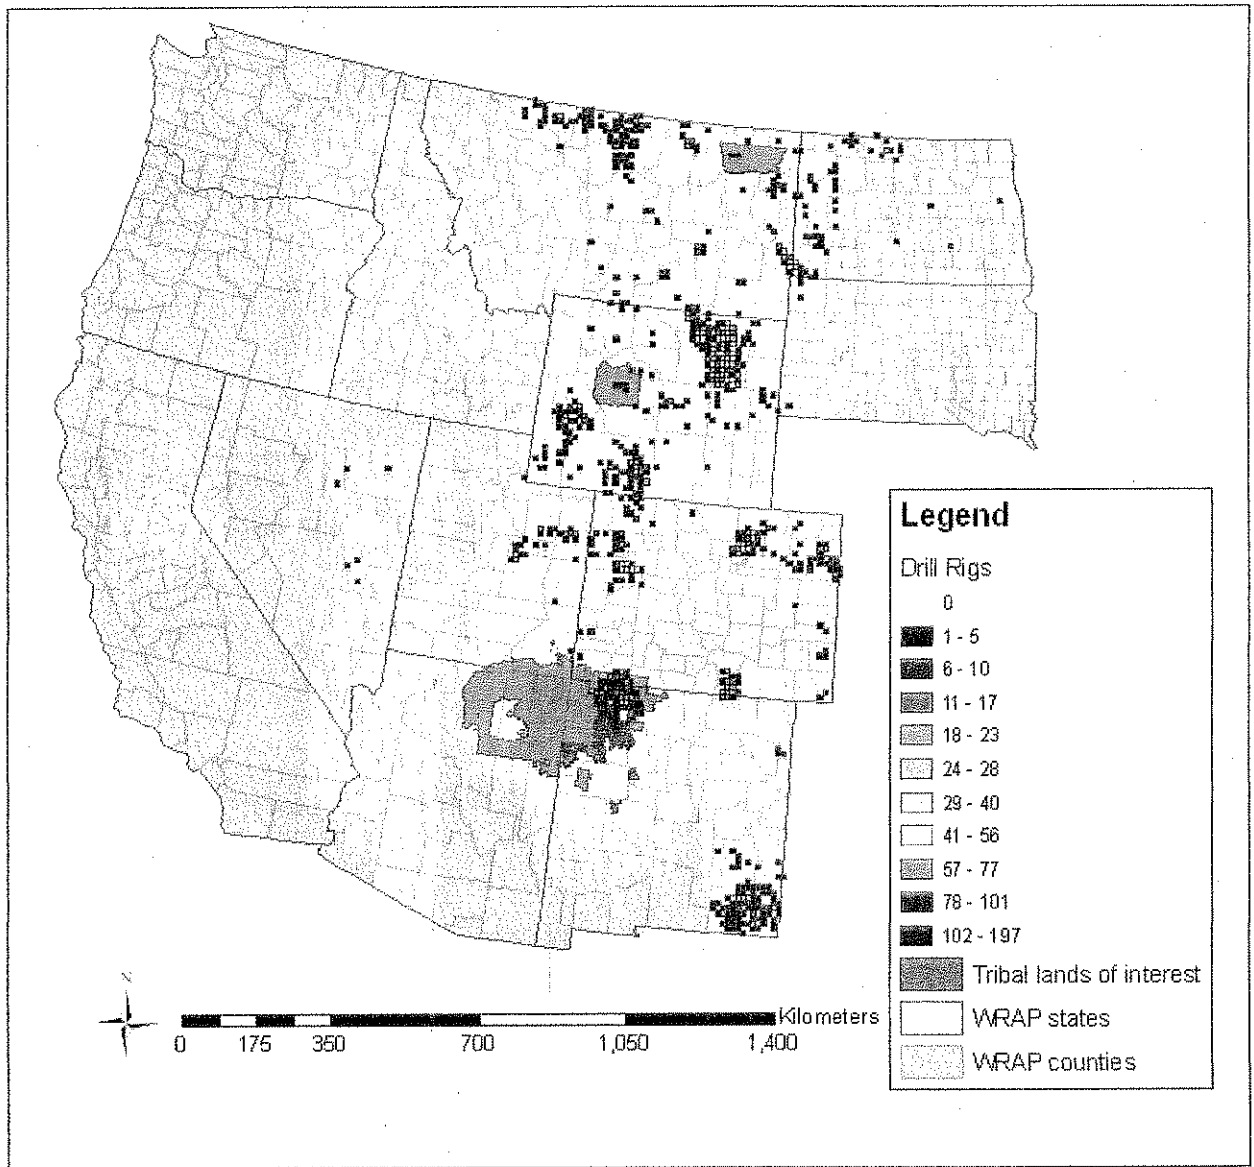 Legend
Drill Rigs
0
1 - 5
6 - 10
11 - 17
18 - 23
24 - 28
29 - 40
41 - 56
57 - 77
78 - 101
102 - 197
Tribal lands of interest
WRAP states
WRAP counties
N
Kilometers
0 175 350 700 1,050 1,400